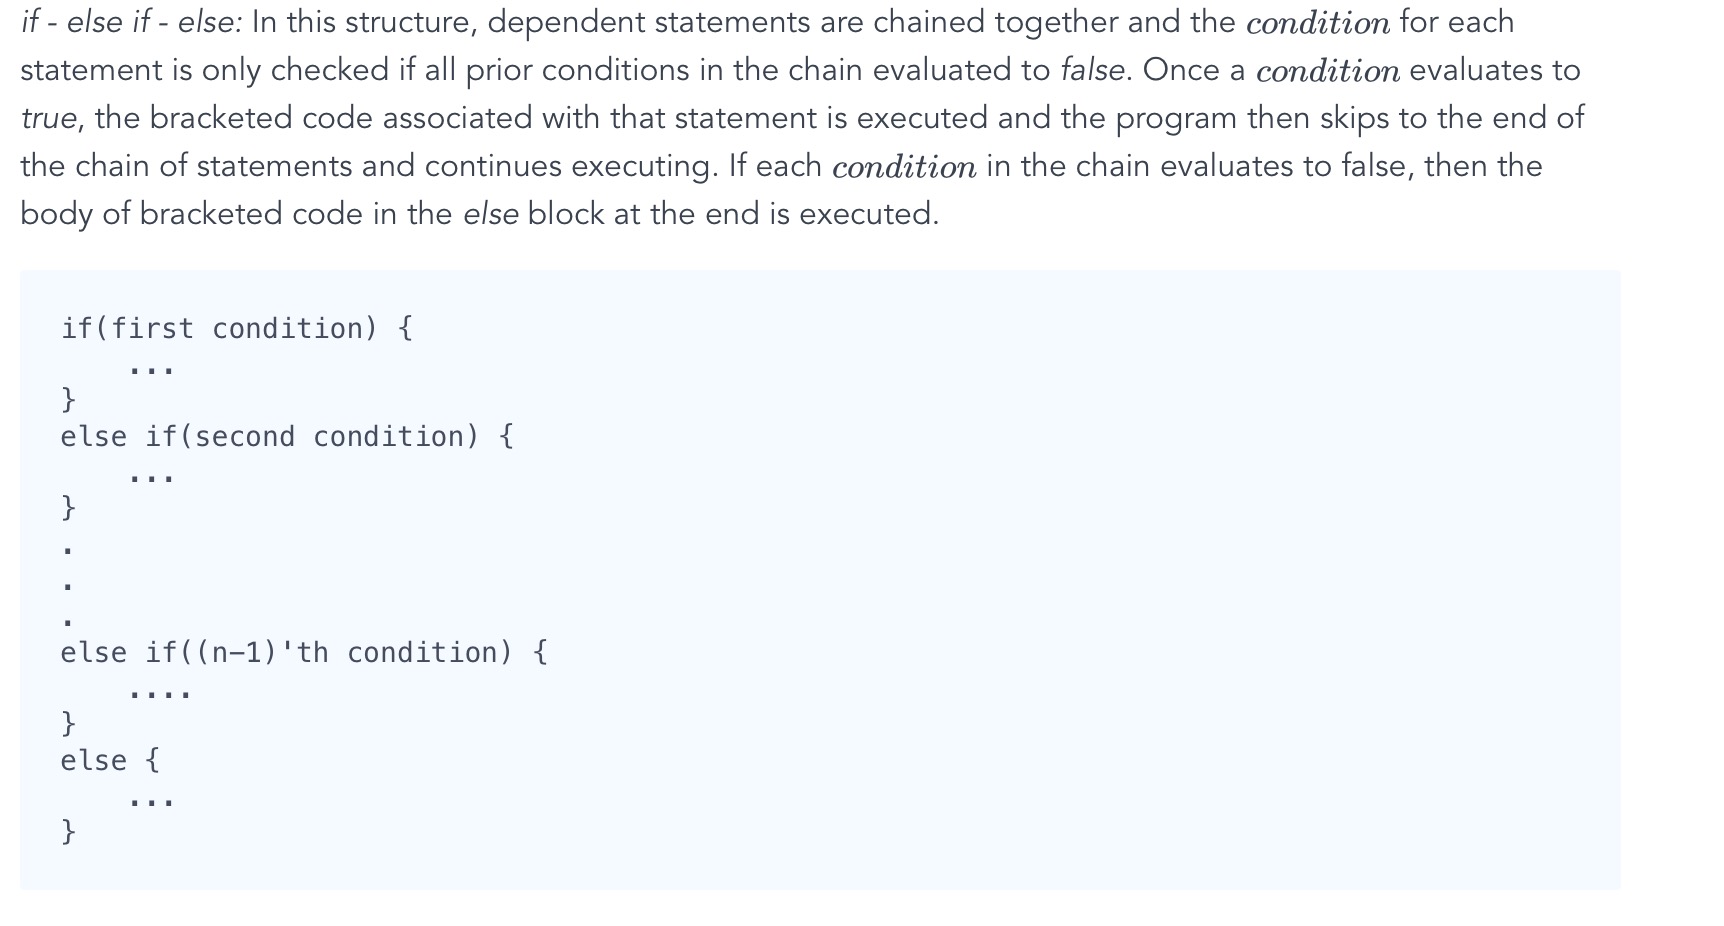 if - else if - else: In this structure, dependent statements are chained together and the condition for each
statement is only checked if all prior conditions in the chain evaluated to false. Once a condition evaluates to
true, the bracketed code associated with that statement is executed and the program then skips to the end of
the chain of statements and continues executing. If each condition in the chain evaluates to false, then the
body of bracketed code in the else block at the end is executed.
if(first condition) {
    ...
}
else if(second condition) {
    ...
}
.
.
.
else if((n-1)'th condition) {
    ....
}
else {
    ...
}